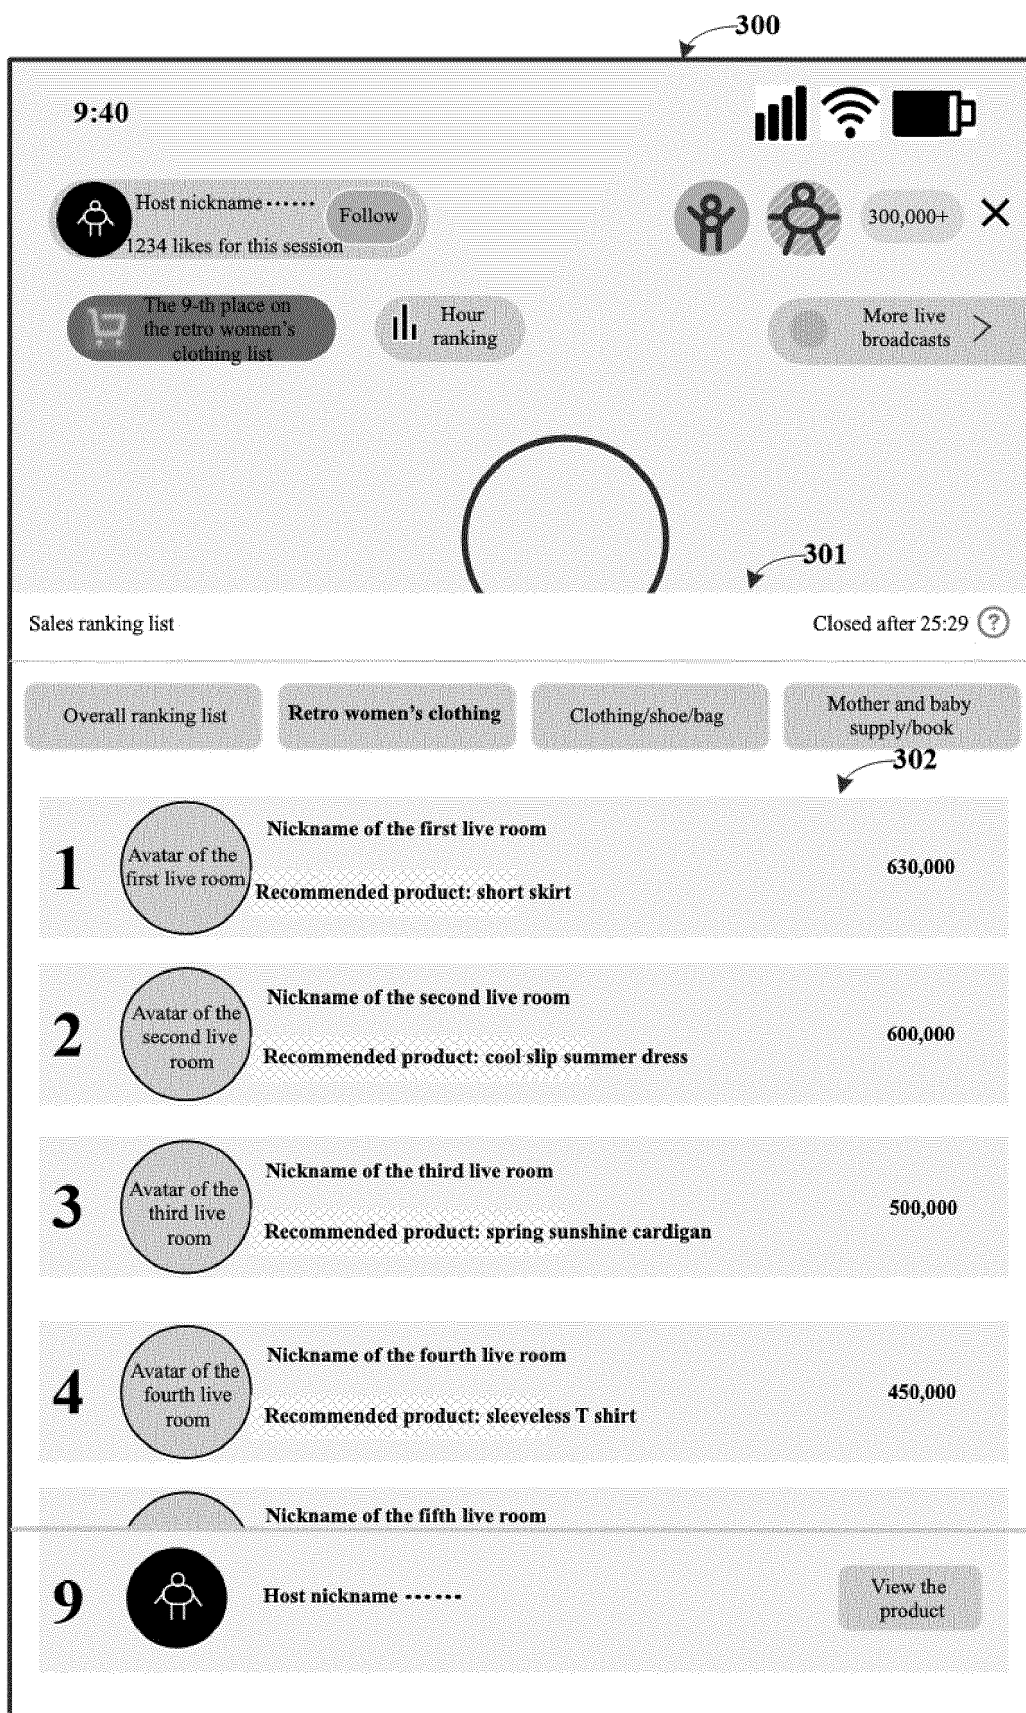 300
9:40
Host nickname ······
Follow
1234 likes for this session
300,000+
The 9-th place on
the retro women's
clothing list
Hour
ranking
More live
broadcasts
301
Sales ranking list
Closed after 25:29 ?
Overall ranking list
Retro women's clothing
Clothing/shoe/bag
Mother and baby
supply/book
302
1
Avatar of the
first live room
Nickname of the first live room
Recommended product: short skirt
630,000
2
Avatar of the
second live
room
Nickname of the second live room
Recommended product: cool slip summer dress
600,000
3
Avatar of the
third live
room
Nickname of the third live room
Recommended product: spring sunshine cardigan
500,000
4
Avatar of the
fourth live
room
Nickname of the fourth live room
Recommended product: sleeveless T shirt
450,000
Nickname of the fifth live room
9
Host nickname ······
View the
product